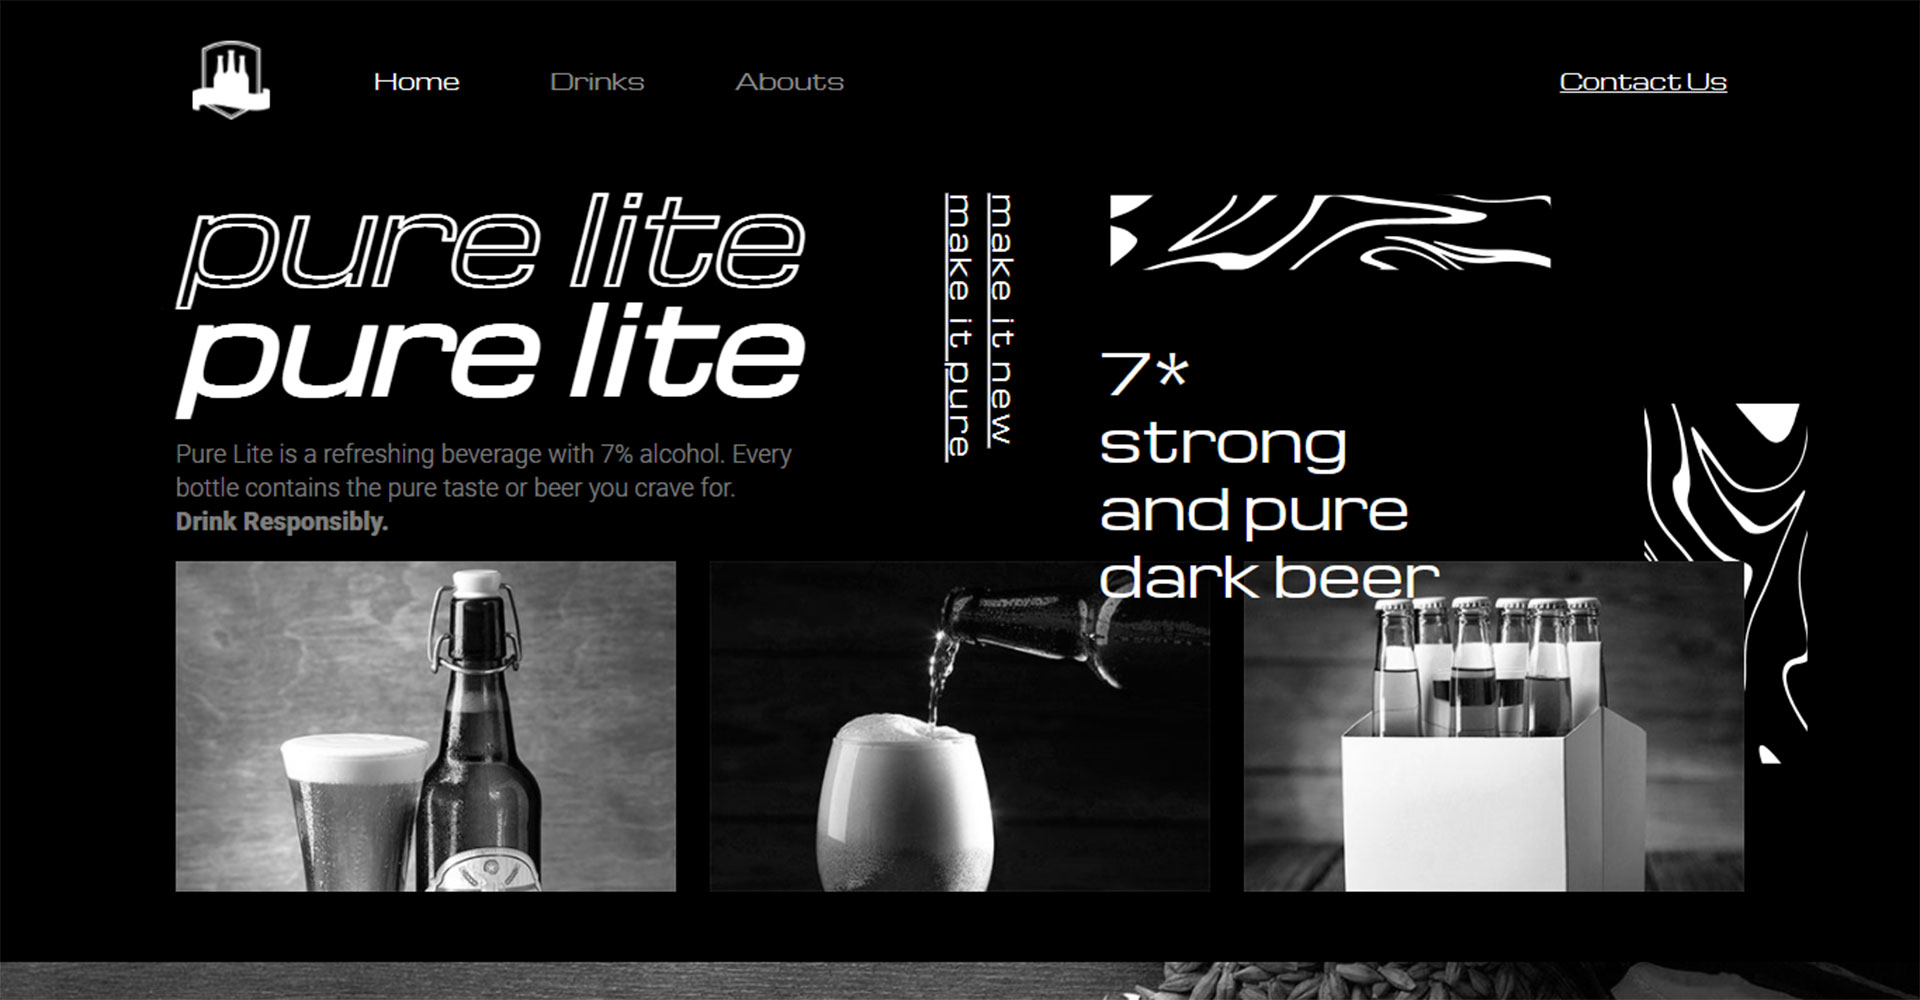 Home
Drinks
Abouts
Contact Us
pure lite
pure lite
Pure Lite is a refreshing beverage with 7% alcohol. Every
bottle contains the pure taste or beer you crave for.
Drink Responsibly.
make it new
make it pure
7*
strong
and pure
dark beer